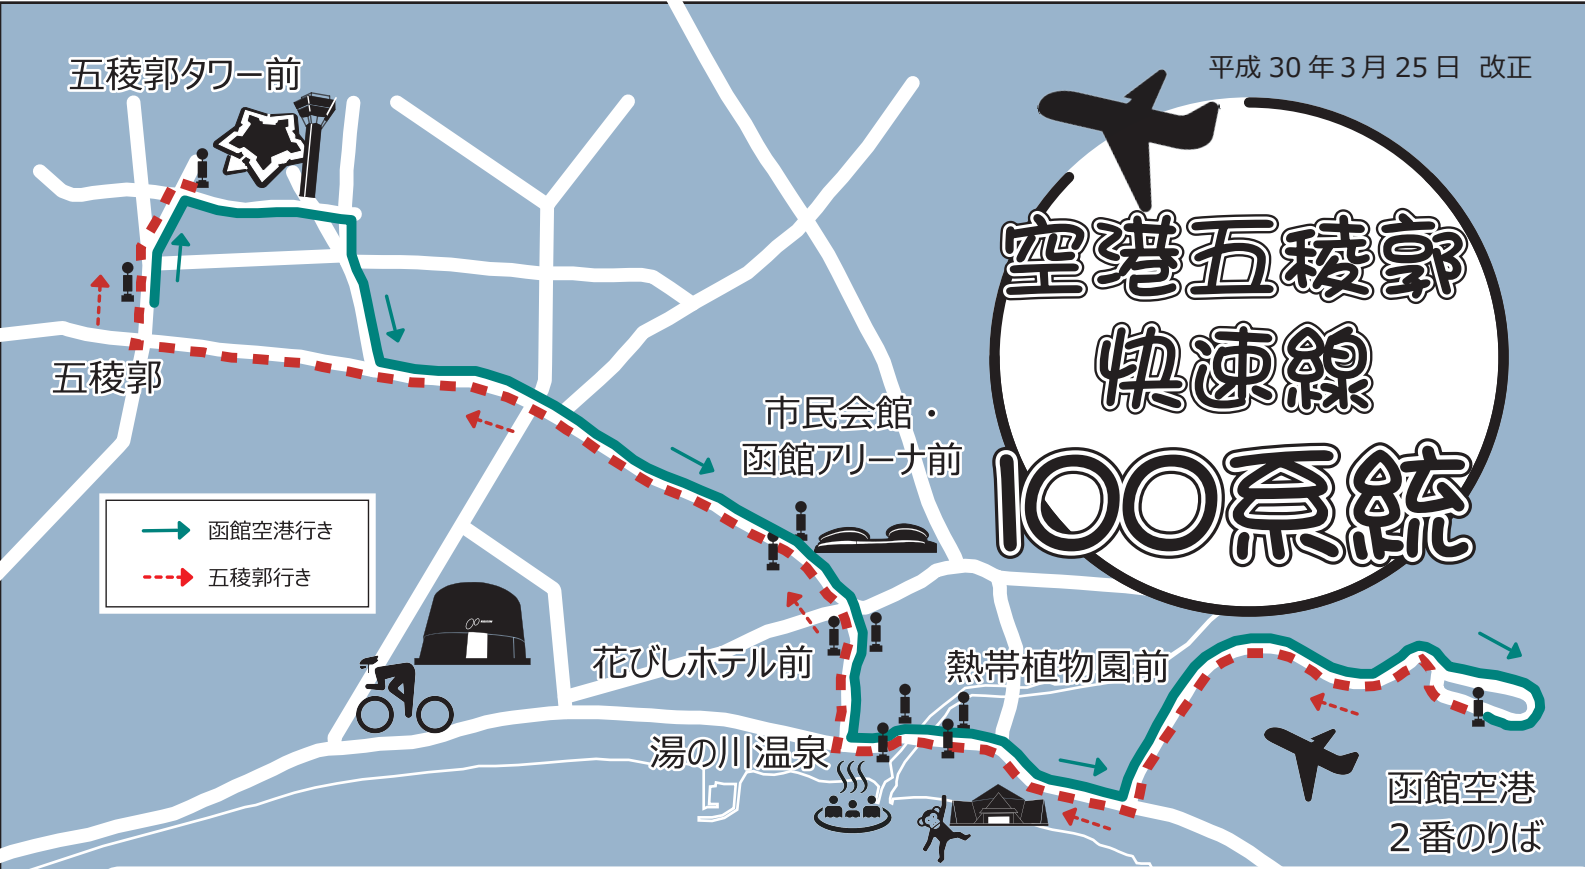 五稜郭タワー前
平成 30 年 3 月 25 日 改正
空港五稜郭
快速線
100系統
五稜郭
市民会館・
函館アリーナ前
函館空港行き
五稜郭行き
花びしホテル前
熱帯植物園前
湯の川温泉
函館空港
2 番のりば